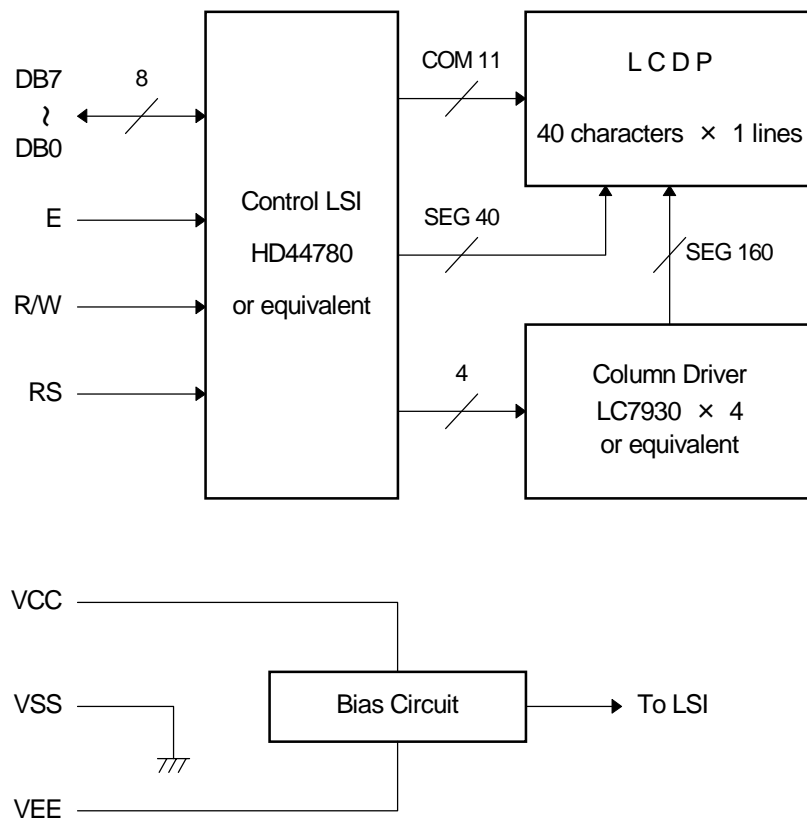 DB7
~
DB0
8
E
R/W
RS
Control LSI
HD44780
or equivalent
COM 11
SEG 40
4
L C D P
40 characters × 1 lines
SEG 160
Column Driver
LC7930 × 4
or equivalent
VCC
VSS
VEE
Bias Circuit
To LSI